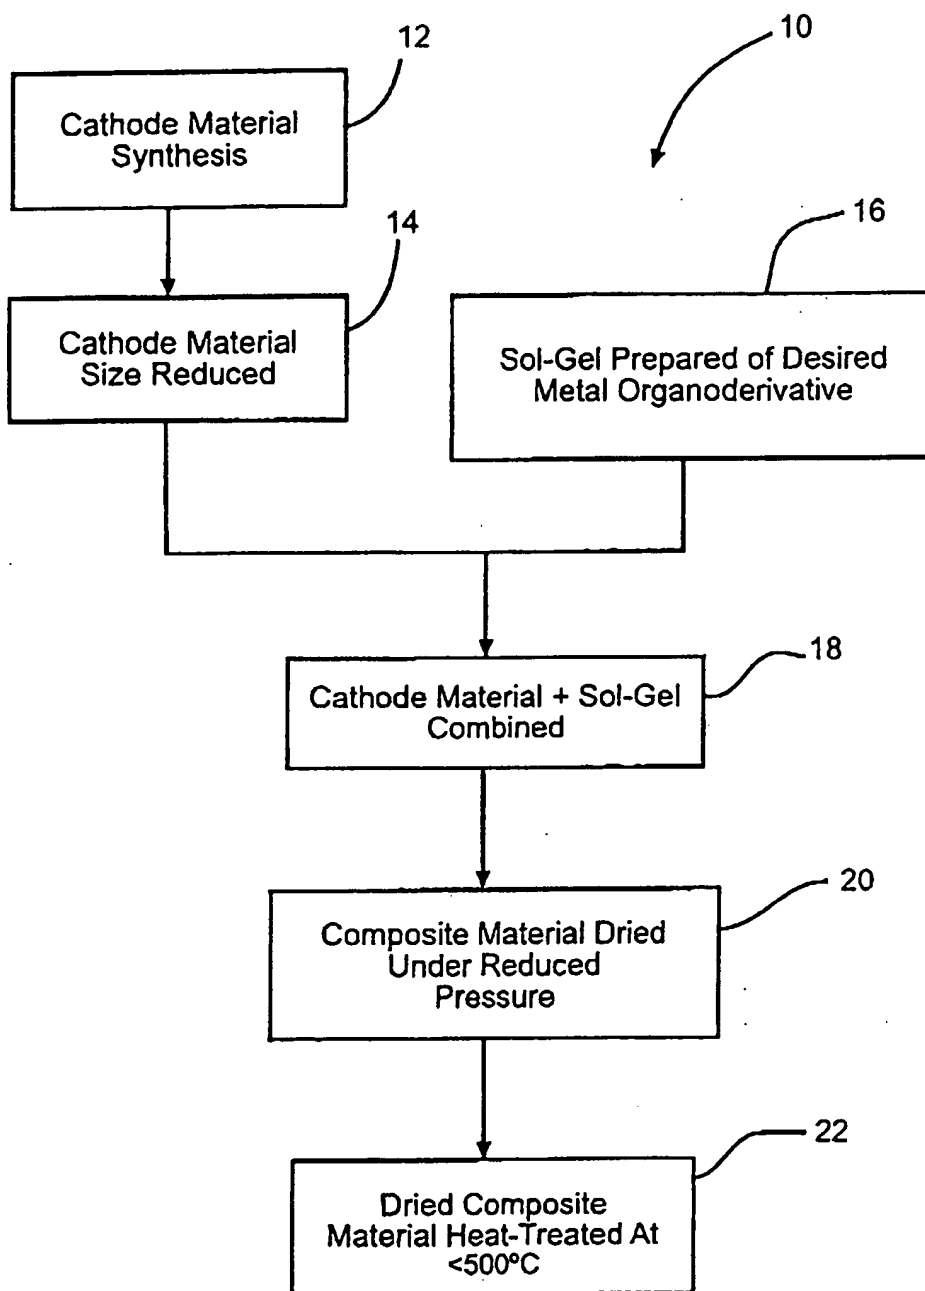 10
12
Cathode Material
Synthesis
14
16
Cathode Material
Size Reduced
Sol-Gel Prepared of Desired
Metal Organoderivative
18
Cathode Material + Sol-Gel
Combined
20
Composite Material Dried
Under Reduced
Pressure
22
Dried Composite
Material Heat-Treated At
<500ºC